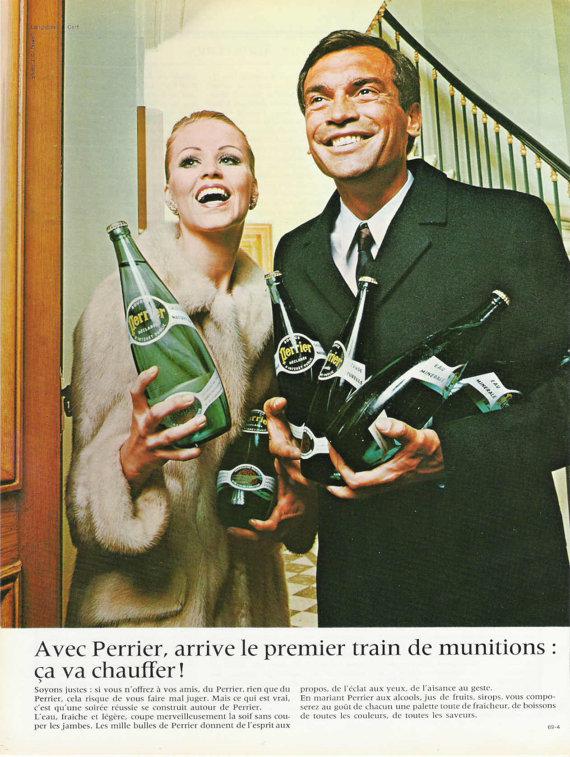 Perrier
Perrier
Perrier
EAU
MINERALE
EAU
MINERALE
Avec Perrier, arrive le premier train de munitions :
ça va chauffer!
Soyons justes : si vous n'offrez à vos amis, du Perrier, rien que du
Perrier, cela risque de vous faire mal juger. Mais ce qui est vrai,
c'est qu'une soirée réussie se construit autour de Perrier.
L'eau, fraîche et légère, coupe merveilleusement la soif sans cou-
per les jambes. Les mille bulles de Perrier donnent de l'esprit aux
propos, de l'éclat aux yeux, de l'aisance au geste.
En mariant Perrier aux alcools, jus de fruits, sirops, vous compo-
serez au goût de chacun une palette toute de fraîcheur, de boissons
de toutes les couleurs, de toutes les saveurs.
69-4